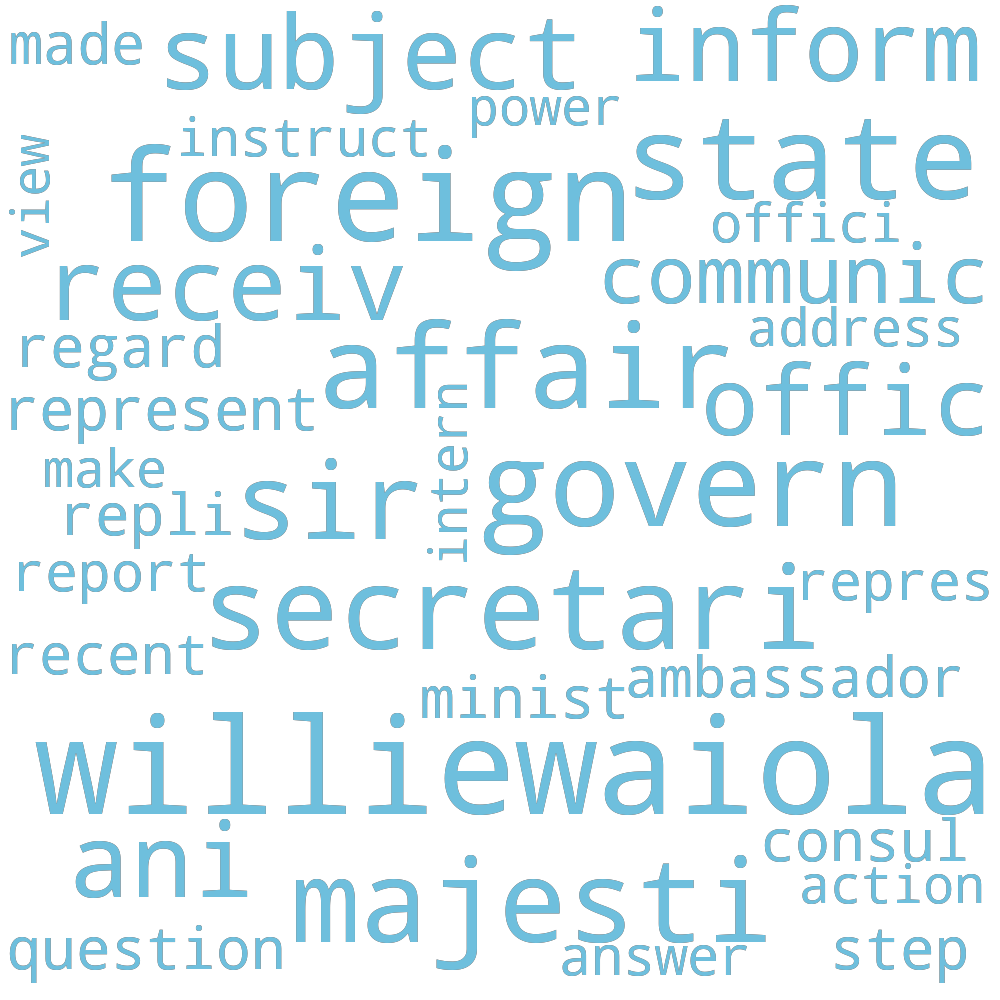 made
subject
inform
power
instruct
state
view
foreign
offici
receiv
communic
address
regard
affair
offic
represent
intern
make
sir
govern
repli
report
secretari
repres
recent
ambassador
minist
williewaiola
ani
consul
majesti
action
question
answer
step